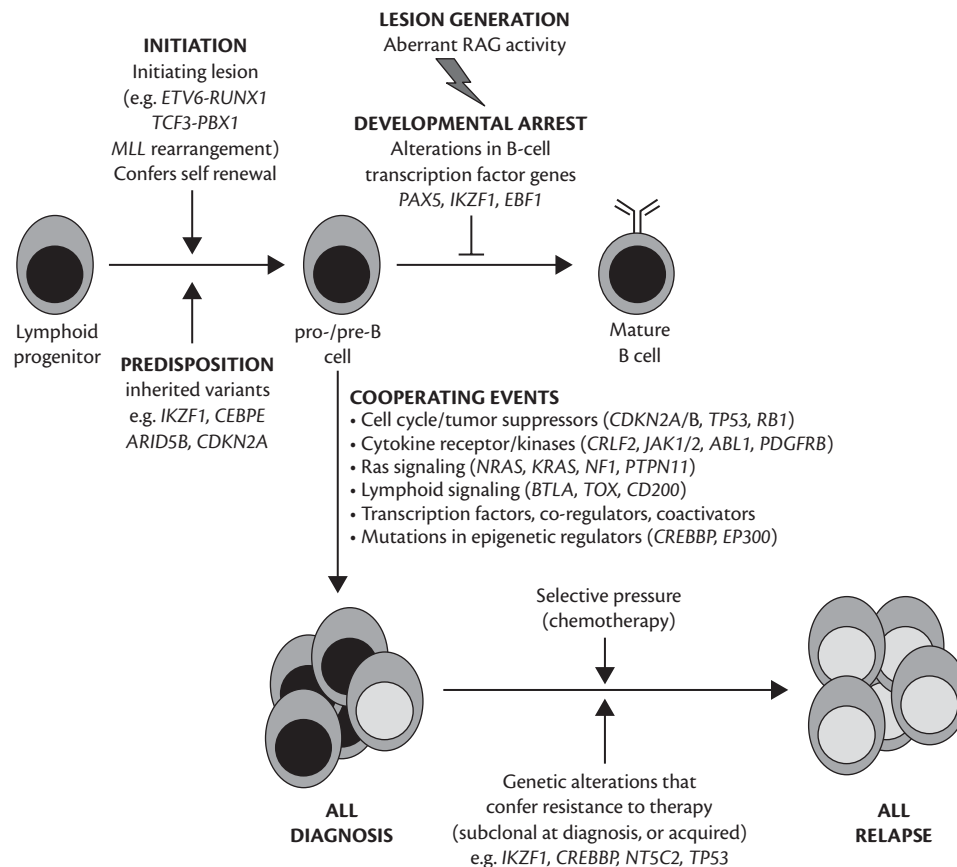 LESION GENERATION
Aberrant RAG activity
INITIATION
Initiating lesion
(e.g. ETV6-RUNX1
TCF3-PBX1
MLL rearrangement)
Confers self renewal
DEVELOPMENTAL ARREST
Alterations in B-cell
transcription factor genes
PAX5, IKZF1, EBF1
Lymphoid
progenitor
pro-/pre-B
cell
Mature
B cell
PREDISPOSITION
inherited variants
e.g. IKZF1, CEBPE
ARID5B, CDKN2A
COOPERATING EVENTS
• Cell cycle/tumor suppressors (CDKN2A/B, TP53, RB1)
• Cytokine receptor/kinases (CRLF2, JAK1/2, ABL1, PDGFRB)
• Ras signaling (NRAS, KRAS, NF1, PTPN11)
• Lymphoid signaling (BTLA, TOX, CD200)
• Transcription factors, co-regulators, coactivators
• Mutations in epigenetic regulators (CREBBP, EP300)
Selective pressure
(chemotherapy)
Genetic alterations that
confer resistance to therapy
(subclonal at diagnosis, or acquired)
e.g. IKZF1, CREBBP, NT5C2, TP53
ALL
DIAGNOSIS
ALL
RELAPSE